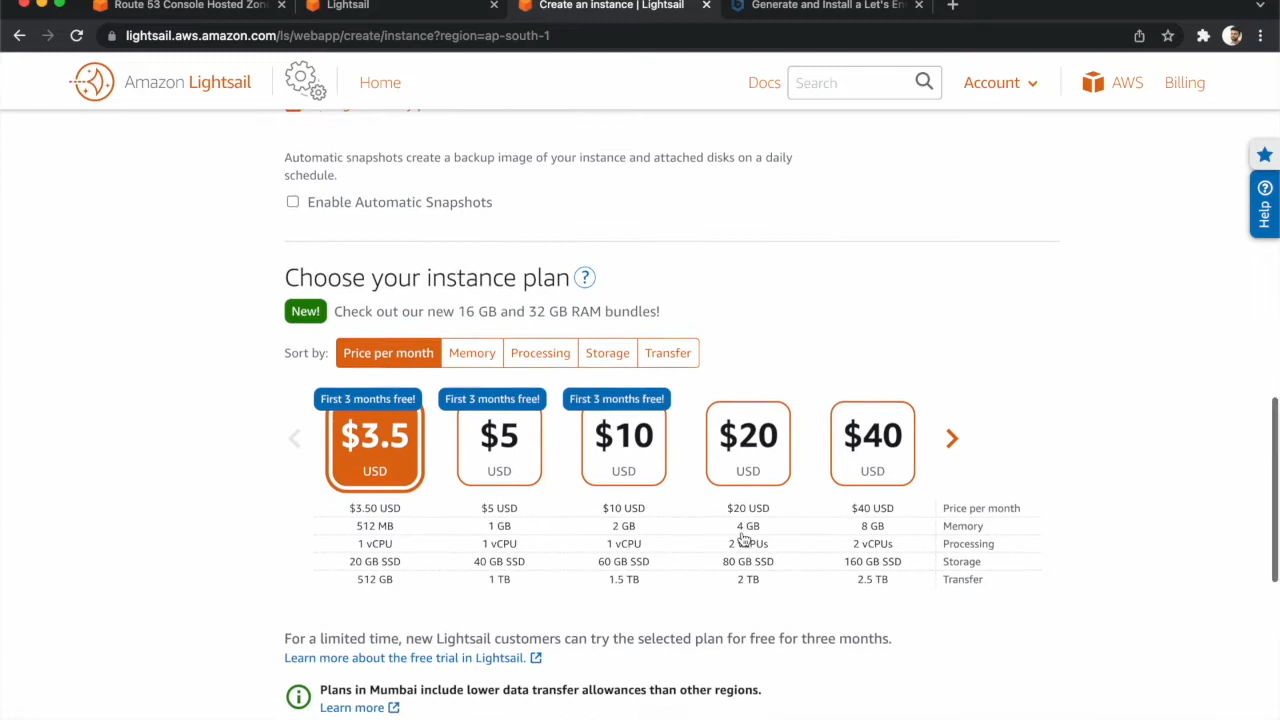 Route 53 Console Hosted Zon
Lightsail
Create an instance | Lightsail
Generate and Install a Let's En
lightsail.aws.amazon.com/ls/webapp/create/instance?region=ap-south-1
Amazon Lightsail
Home
Docs
Search
Account
AWS
Billing
Automatic snapshots create a backup image of your instance and attached disks on a daily
schedule.
Enable Automatic Snapshots
Help
Choose your instance plan ?
New! Check out our new 16 GB and 32 GB RAM bundles!
Sort by: Price per month Memory Processing Storage Transfer
First 3 months free! First 3 months free! First 3 months free!
$3.5 $5 $10 $20 $40
USD USD USD USD USD
$3.50 USD $5 USD $10 USD $20 USD $40 USD Price per month
512 MB 1 GB 2 GB 4 GB 8 GB Memory
1 vCPU 1 vCPU 1 vCPU 2 vCPUs 2 vCPUs Processing
20 GB SSD 40 GB SSD 60 GB SSD 80 GB SSD 160 GB SSD Storage
512 GB 1 TB 1.5 TB 2 TB 2.5 TB Transfer
For a limited time, new Lightsail customers can try the selected plan for free for three months.
Learn more about the free trial in Lightsail.
Plans in Mumbai include lower data transfer allowances than other regions.
Learn more